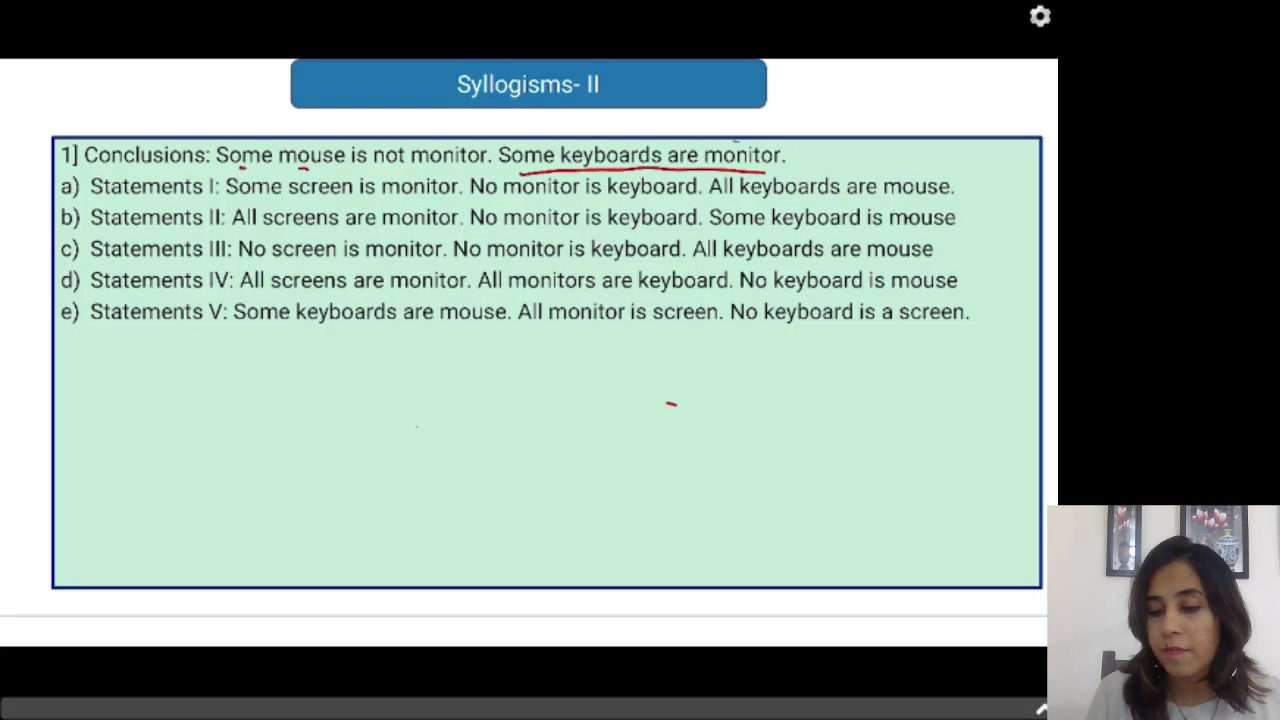 Syllogisms- II
1] Conclusions: Some mouse is not monitor. Some keyboards are monitor.
a) Statements I: Some screen is monitor. No monitor is keyboard. All keyboards are mouse.
b) Statements II: All screens are monitor. No monitor is keyboard. Some keyboard is mouse
c) Statements III: No screen is monitor. No monitor is keyboard. All keyboards are mouse
d) Statements IV: All screens are monitor. All monitors are keyboard. No keyboard is mouse
e) Statements V: Some keyboards are mouse. All monitor is screen. No keyboard is a screen.